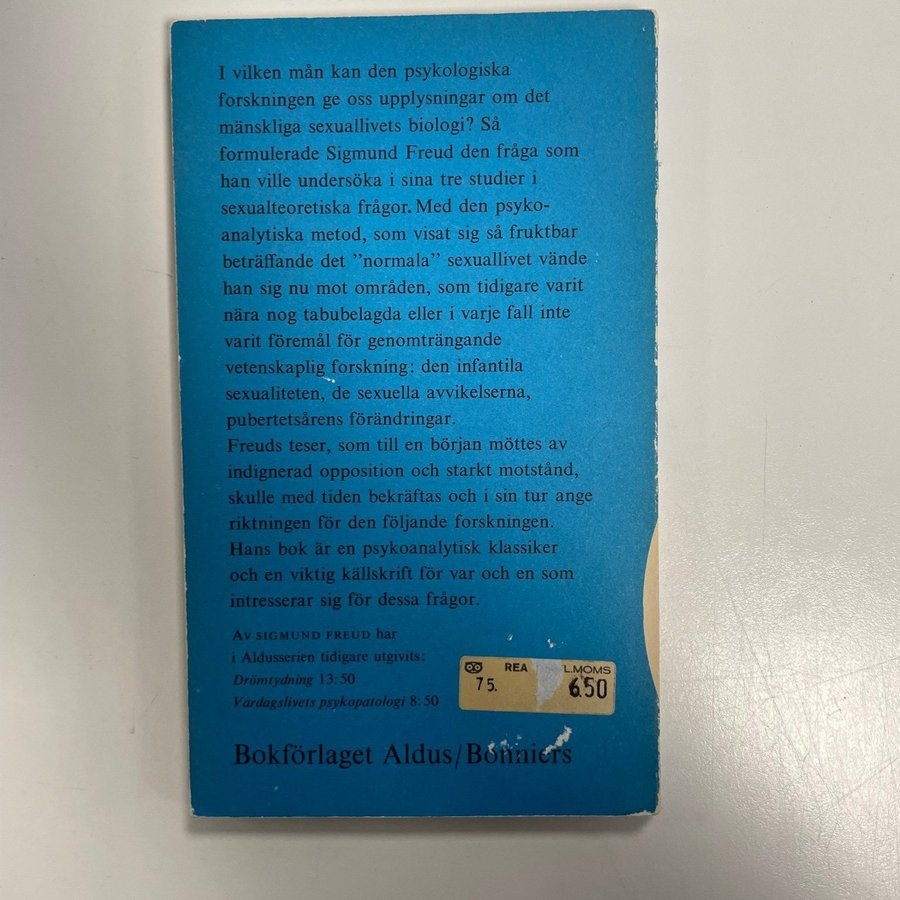 I vilken mån kan den psykologiska
forskningen ge oss upplysningar om det
mänskliga sexuallivets biologi? Så
formulerade Sigmund Freud den fråga som
han ville undersöka i sina tre studier i
sexualteoretiska frågor. Med den psyko-
analytiska metod, som visat sig så fruktbar
beträffande det ”normala” sexuallivet vände
han sig nu mot områden, som tidigare varit
nära nog tabubelagda eller i varje fall inte
varit föremål för genomträngande
vetenskaplig forskning: den infantila
sexualiteten, de sexuella avvikelserna,
pubertetsårens förändringar.
Freuds teser, som till en början möttes av
indignerad opposition och starkt motstånd,
skulle med tiden bekräftas och i sin tur ange
riktningen för den följande forskningen.
Hans bok är en psykoanalytisk klassiker
och en viktig källskrift för var och en som
intresserar sig för dessa frågor.
AV SIGMUND FREUD har
i Aldusserien tidigare utgivits:
Drömtydning 13:50
Vardagslivets psykopatologi 8:50
REA L.MOMS
75. 6.50
Bokförlaget Aldus/Bonniers